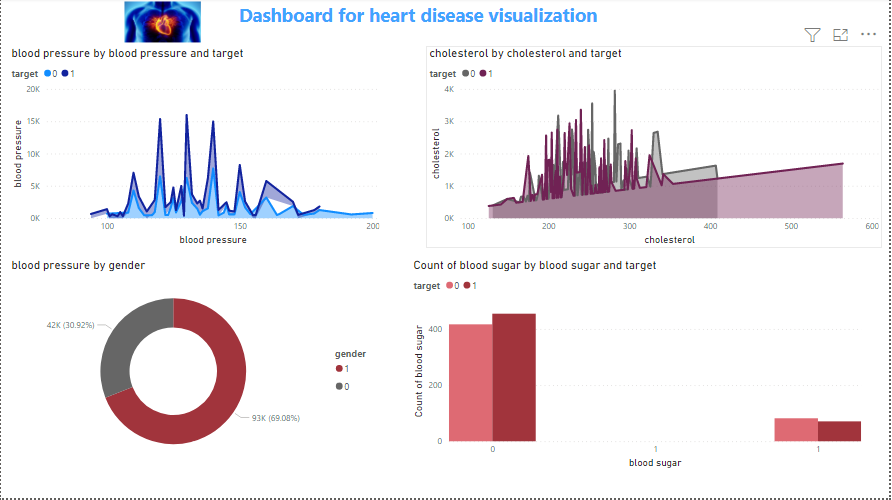 Dashboard for heart disease visualization
blood pressure by blood pressure and target
target 0 1
20K
15K
10K
5K
0K
blood pressure
100 150 200
blood pressure
cholesterol by cholesterol and target
target 0 1
4K
3K
2K
1K
0K
cholesterol
100 200 300 400 500 600
cholesterol
blood pressure by gender
42K (30.92%)
93K (69.08%)
gender
1
0
Count of blood sugar by blood sugar and target
target 0 1
400
200
0
Count of blood sugar
0 1 1
blood sugar